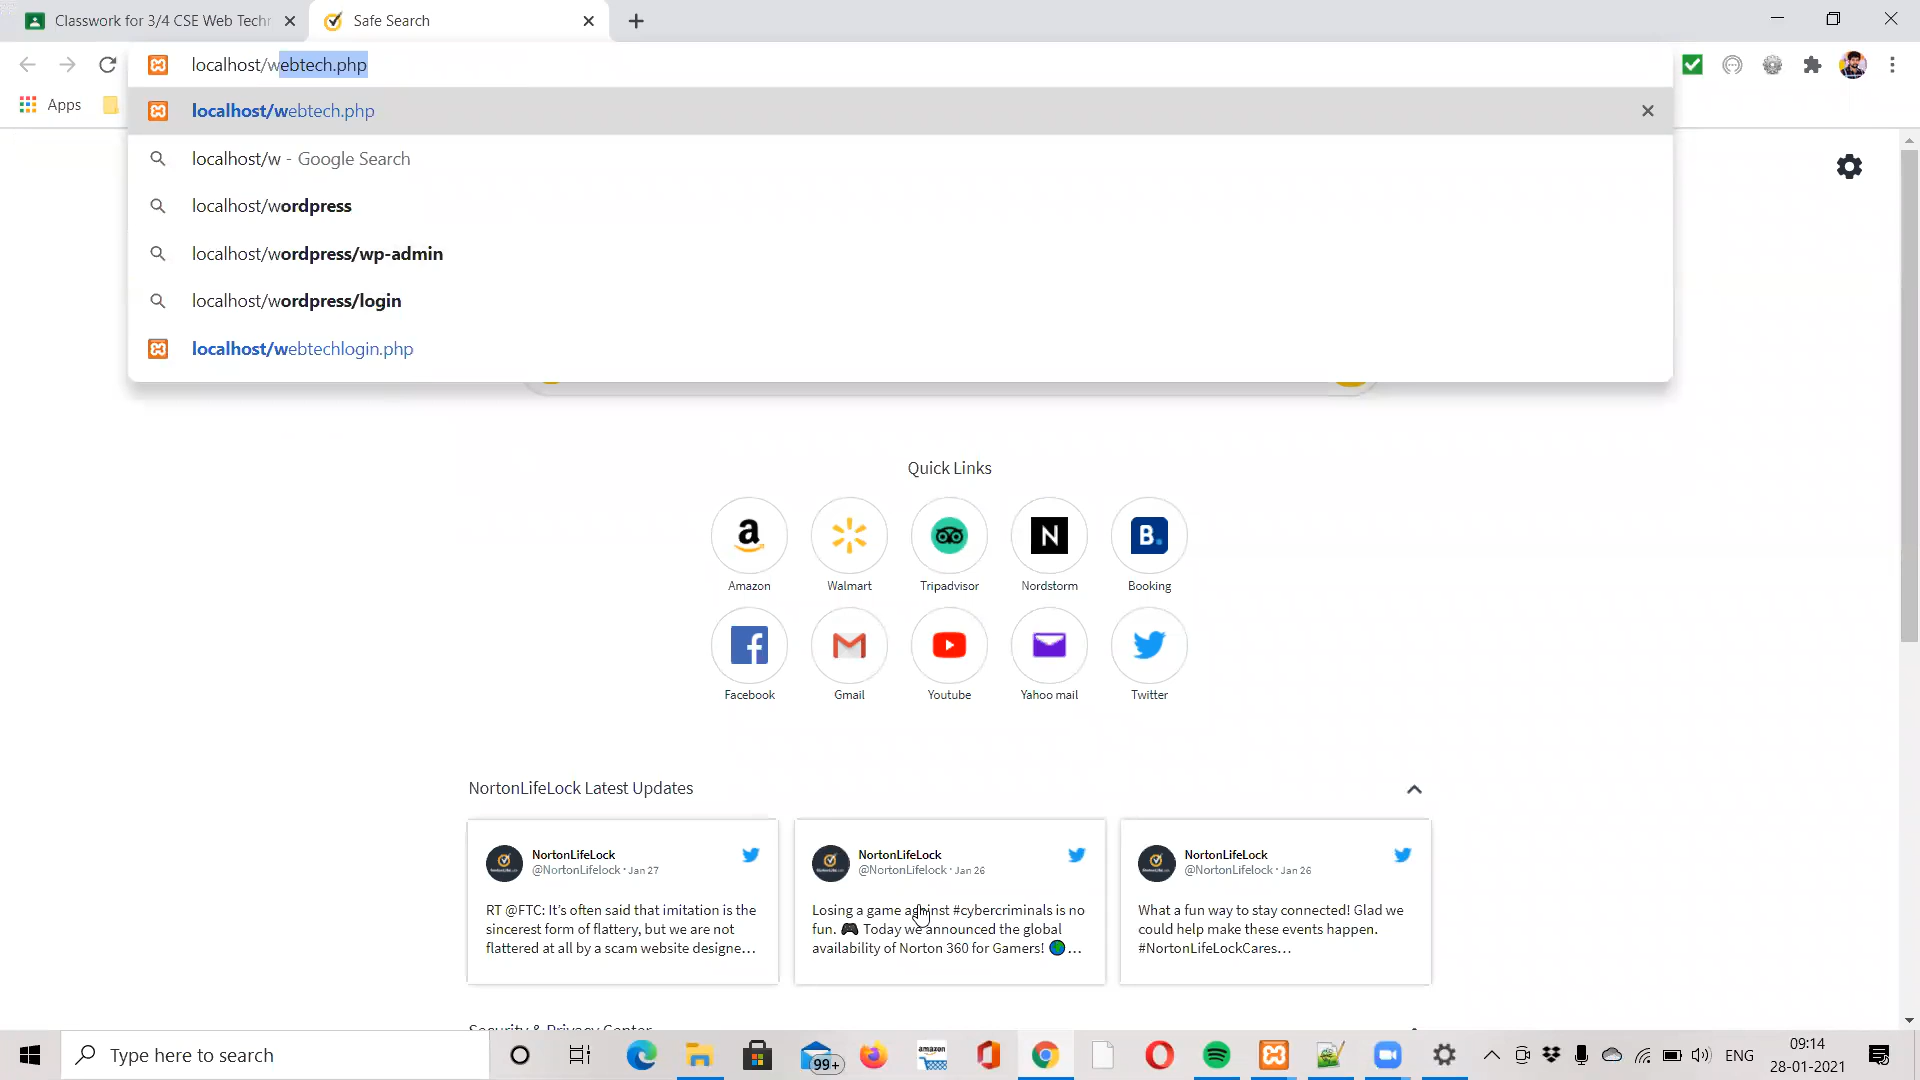 Classwork for 3/4 CSE Web Techn
Safe Search
localhost/webtech.php
Apps
localhost/webtech.php
localhost/w - Google Search
localhost/wordpress
localhost/wordpress/wp-admin
localhost/wordpress/login
localhost/webtechlogin.php
Quick Links
a
N
B.
Amazon
Walmart
Tripadvisor
Nordstorm
Booking
Facebook
Gmail
Youtube
Yahoo mail
Twitter
NortonLifeLock Latest Updates
NortonLifeLock
@NortonLifelock · Jan 27
RT @FTC: It’s often said that imitation is the
sincerest form of flattery, but we are not
flattered at all by a scam website designe...
NortonLifeLock
@NortonLifelock · Jan 26
Losing a game against #cybercriminals is no
fun. 🎮 Today we announced the global
availability of Norton 360 for Gamers! 🌎...
NortonLifeLock
@NortonLifelock · Jan 26
What a fun way to stay connected! Glad we
could help make these events happen.
#NortonLifeLockCares...
Security & Privacy Center
Type here to search
99+
amazon
ENG
09:14
28-01-2021